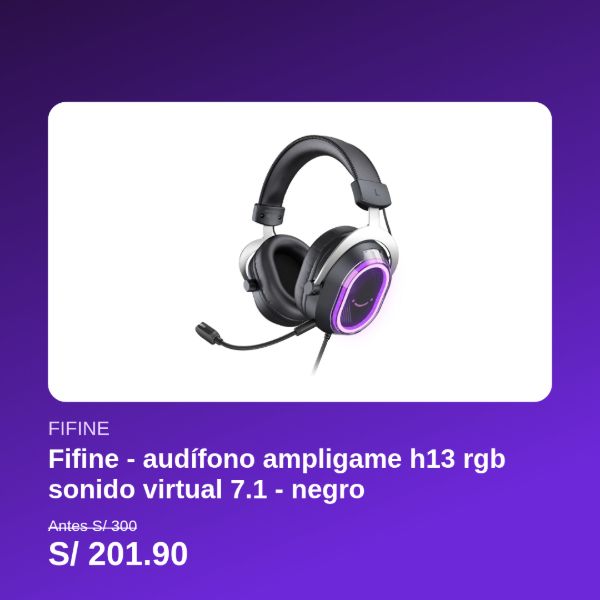 L
FIFINE
Fifine - audífono ampligame h13 rgb
sonido virtual 7.1 - negro
Antes S/ 300
S/ 201.90